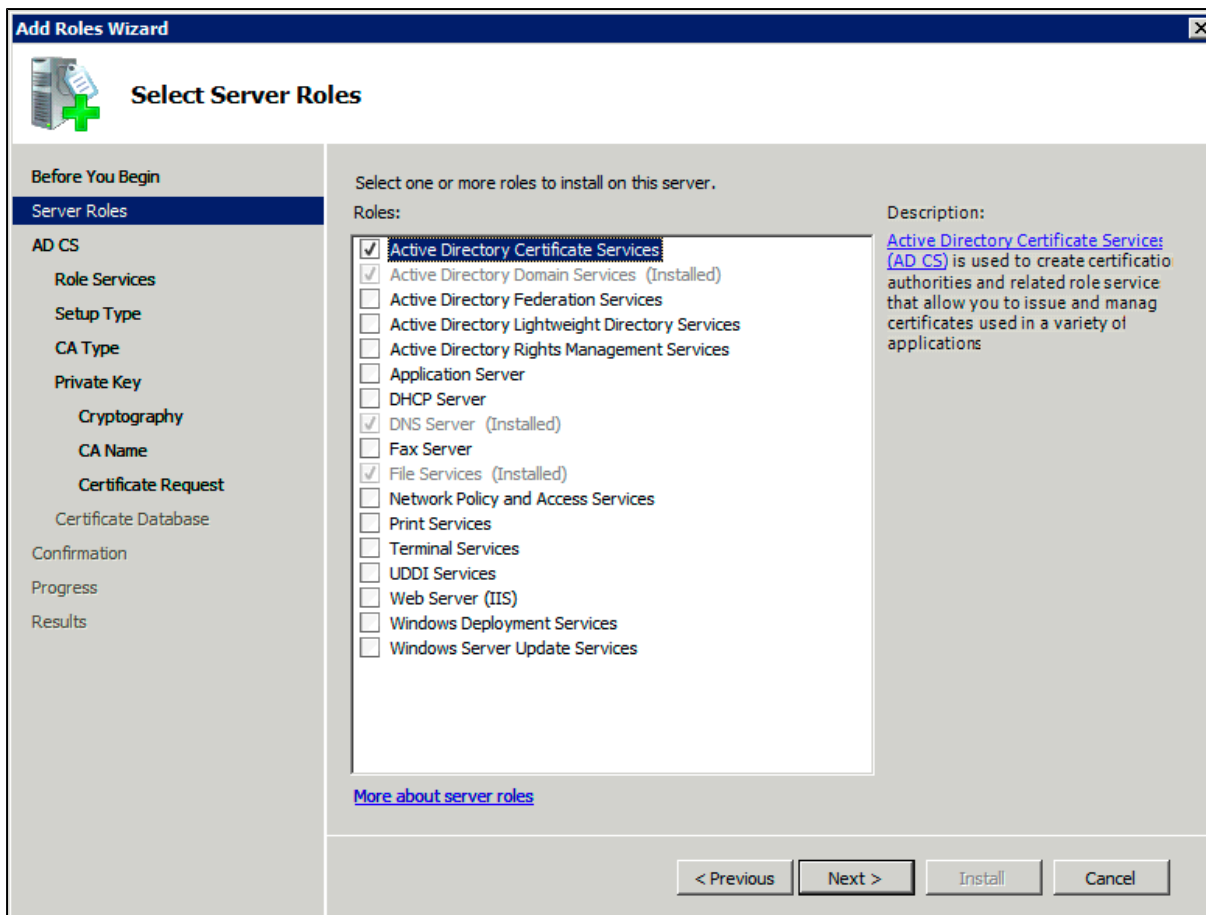 Add Roles Wizard
Select Server Roles
Before You Begin
Server Roles
AD CS
Role Services
Setup Type
CA Type
Private Key
Cryptography
CA Name
Certificate Request
Certificate Database
Confirmation
Progress
Results
Select one or more roles to install on this server.
Roles:
Active Directory Certificate Services
Active Directory Domain Services (Installed)
Active Directory Federation Services
Active Directory Lightweight Directory Services
Active Directory Rights Management Services
Application Server
DHCP Server
DNS Server (Installed)
Fax Server
File Services (Installed)
Network Policy and Access Services
Print Services
Terminal Services
UDDI Services
Web Server (IIS)
Windows Deployment Services
Windows Server Update Services
More about server roles
Description:
Active Directory Certificate Services
(AD CS) is used to create certificatio
authorities and related role service
that allow you to issue and manag
certificates used in a variety of
applications
< Previous
Next >
Install
Cancel